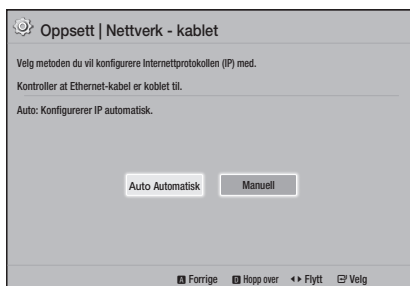 Oppsett | Nettverk - kablet
Velg metoden du vil konfigurere Internettprotokollen (IP) med.
Kontroller at Ethernet-kabel er koblet til.
Auto: Konfigurerer IP automatisk.
Auto Automatisk Manuell
A Forrige D Hopp over Flytt Velg